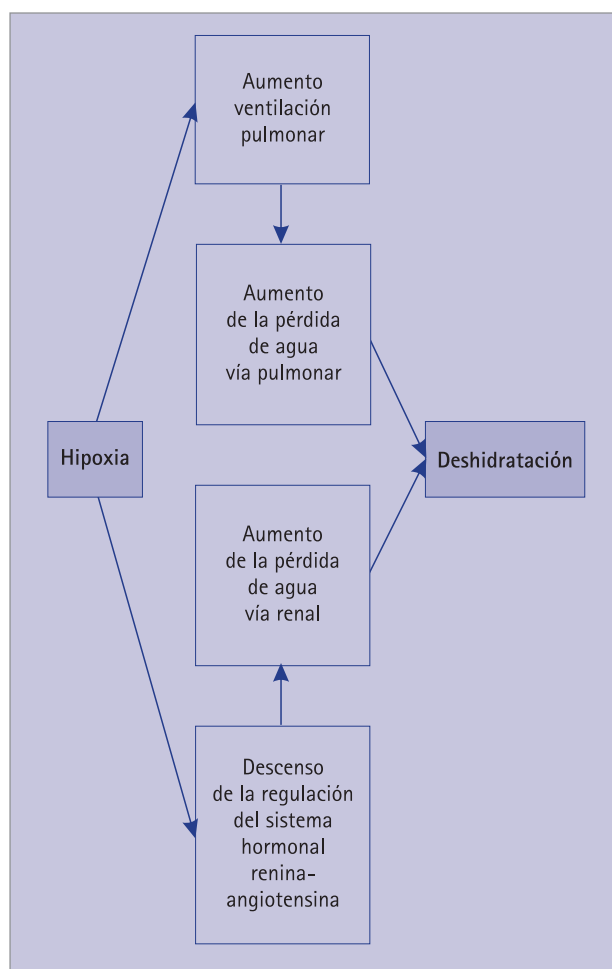 Aumento
ventilación
pulmonar
Aumento
de la pérdida
de agua
vía pulmonar
Hipoxia
Deshidratación
Aumento
de la pérdida
de agua
vía renal
Descenso
de la regulación
del sistema
hormonal
renina-
angiotensina